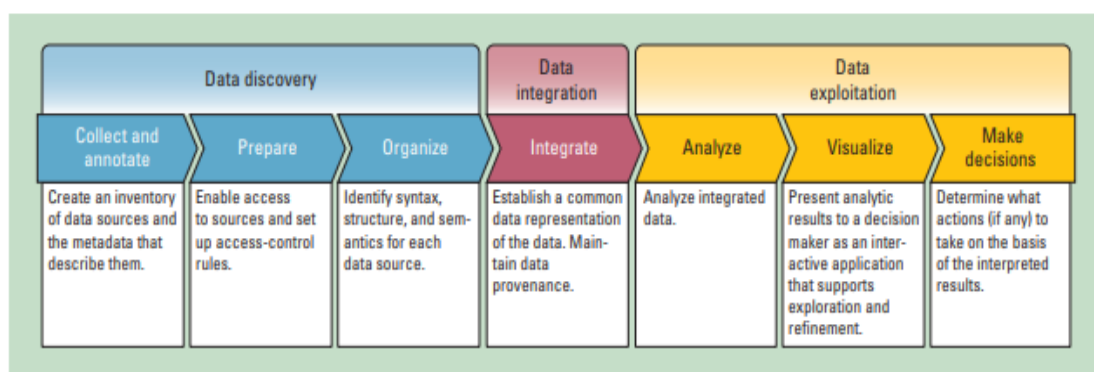 Data discovery
Data
integration
Data
exploitation
Collect and
annotate
Prepare
Organize
Integrate
Analyze
Visualize
Make
decisions
Create an inventory
of data sources and
the metadata that
describe them.
Enable access
to sources and set
up access-control
rules.
Identify syntax,
structure, and sem-
antics for each
data source.
Establish a common
data representation
of the data. Main-
tain data
provenance.
Analyze integrated
data.
Present analytic
results to a decision
maker as an inter-
active application
that supports
exploration and
refinement.
Determine what
actions (if any) to
take on the basis
of the interpreted
results.